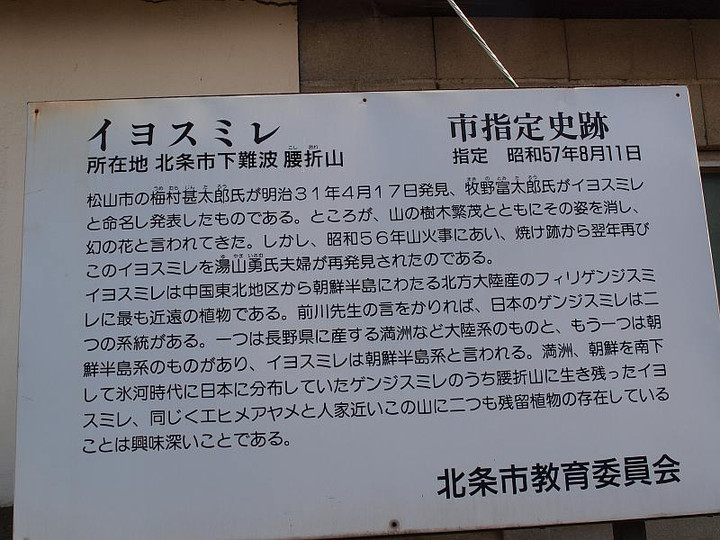 イヨスミレ 市指定史跡
所在地 北条市下難波 腰折山 指定 昭和57年8月11日
松山市の梅村甚太郎氏が明治31年4月17日発見、牧野富太郎氏がイヨスミレ
と命名し発表したものである。ところが、山の樹木繁茂とともにその姿を消し、
幻の花と言われてきた。しかし、昭和56年山火事にあい、焼け跡から翌年再び
このイヨスミレを湯山勇氏夫婦が再発見されたのである。
イヨスミレは中国東北地区から朝鮮半島にわたる北方大陸産のフィリゲンジスミ
レに最も近遠の植物である。前川先生の言をかりれば、日本のゲンジスミレは二
つの系統がある。一つは長野県に産する満洲など大陸系のものと、もう一つは朝
鮮半島系のものがあり、イヨスミレは朝鮮半島系と言われる。満洲、朝鮮を南下
して氷河時代に日本に分布していたゲンジスミレのうち腰折山に生き残ったイヨ
スミレ、同じくエヒメアヤメと人家近いこの山に二つも残留植物の存在している
ことは興味深いことである。
北条市教育委員会